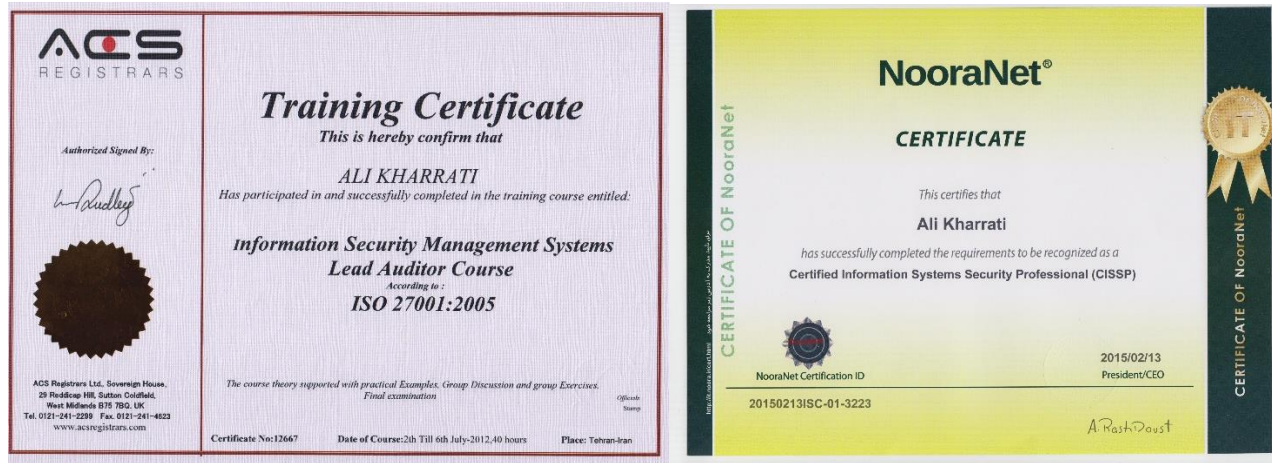 ACS
REGISTRARS
Authorized Signed By:
ACS Registrars Ltd., Sovereign House,
29 Reddicap Hill, Sutton Coldfield,
West Midlands B75 7BQ. UK
Tel. 0121-241-2299 Fax. 0121-241-4623
www.acsregistrars.com
Training Certificate
This is hereby confirm that
ALI KHARRATI
Has participated in and successfully completed in the training course entitled:
Information Security Management Systems
Lead Auditor Course
According to :
ISO 27001:2005
The course theory supported with practical Examples, Group Discussion and group Exercises.
Final examination
Officials
Stamp
Certificate No:12667 Date of Course:2th Till 6th July-2012,40 hours Place: Tehran-Iran
CERTIFICATE OF NooraNet
NooraNet®
CERTIFICATE
This certifies that
Ali Kharrati
has successfully completed the requirements to be recognized as a
Certified Information Systems Security Professional (CISSP)
NooraNet Certification ID
20150213ISC-01-3223
2015/02/13
President/CEO
A.RashiDoust
IT
CERTIFICATE OF NooraNet